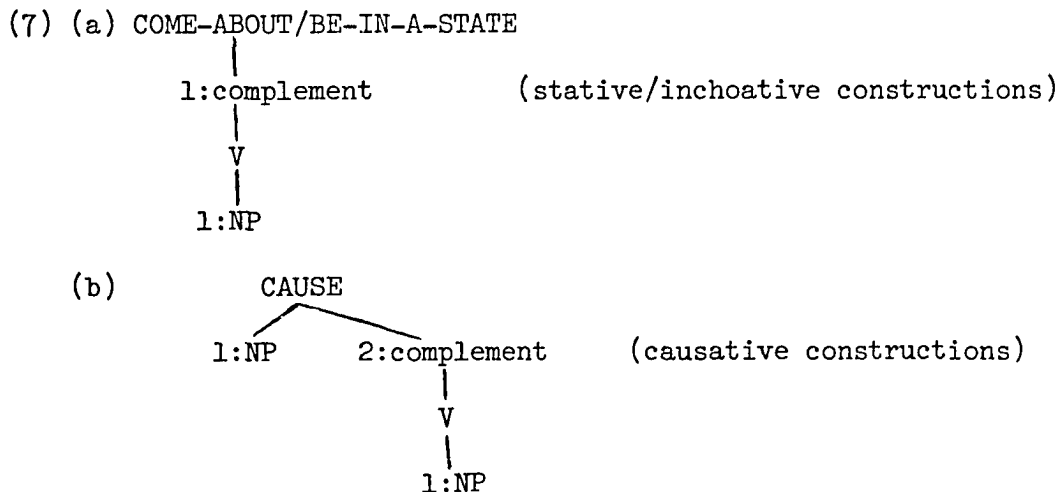 (7) (a) COME-ABOUT/BE-IN-A-STATE
1:complement (stative/inchoative constructions)
V
1:NP
(b) CAUSE
1:NP 2:complement (causative constructions)
V
1:NP